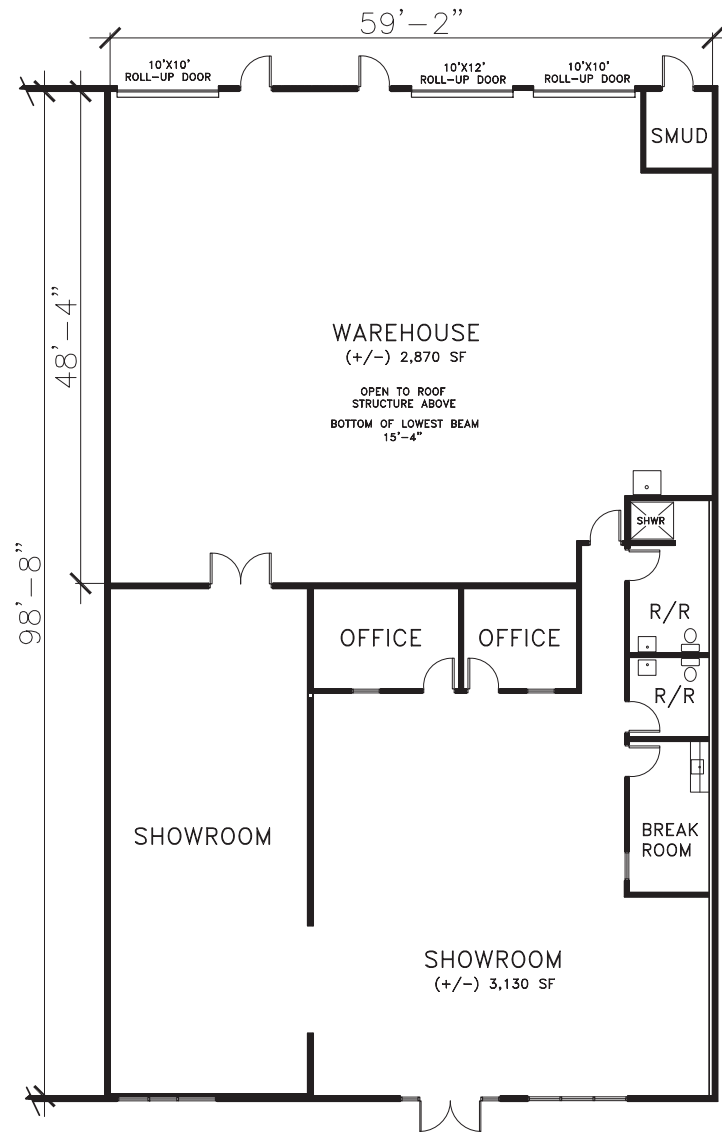 59'-2"
10'X10'
ROLL-UP DOOR
10'X12'
ROLL-UP DOOR
10'X10'
ROLL-UP DOOR
SMUD
48'-4"
WAREHOUSE
(+/-) 2,870 SF
OPEN TO ROOF
STRUCTURE ABOVE
BOTTOM OF LOWEST BEAM
15'-4"
SHWR
98'-8"
OFFICE
OFFICE
R/R
R/R
SHOWROOM
BREAK
ROOM
SHOWROOM
(+/-) 3,130 SF